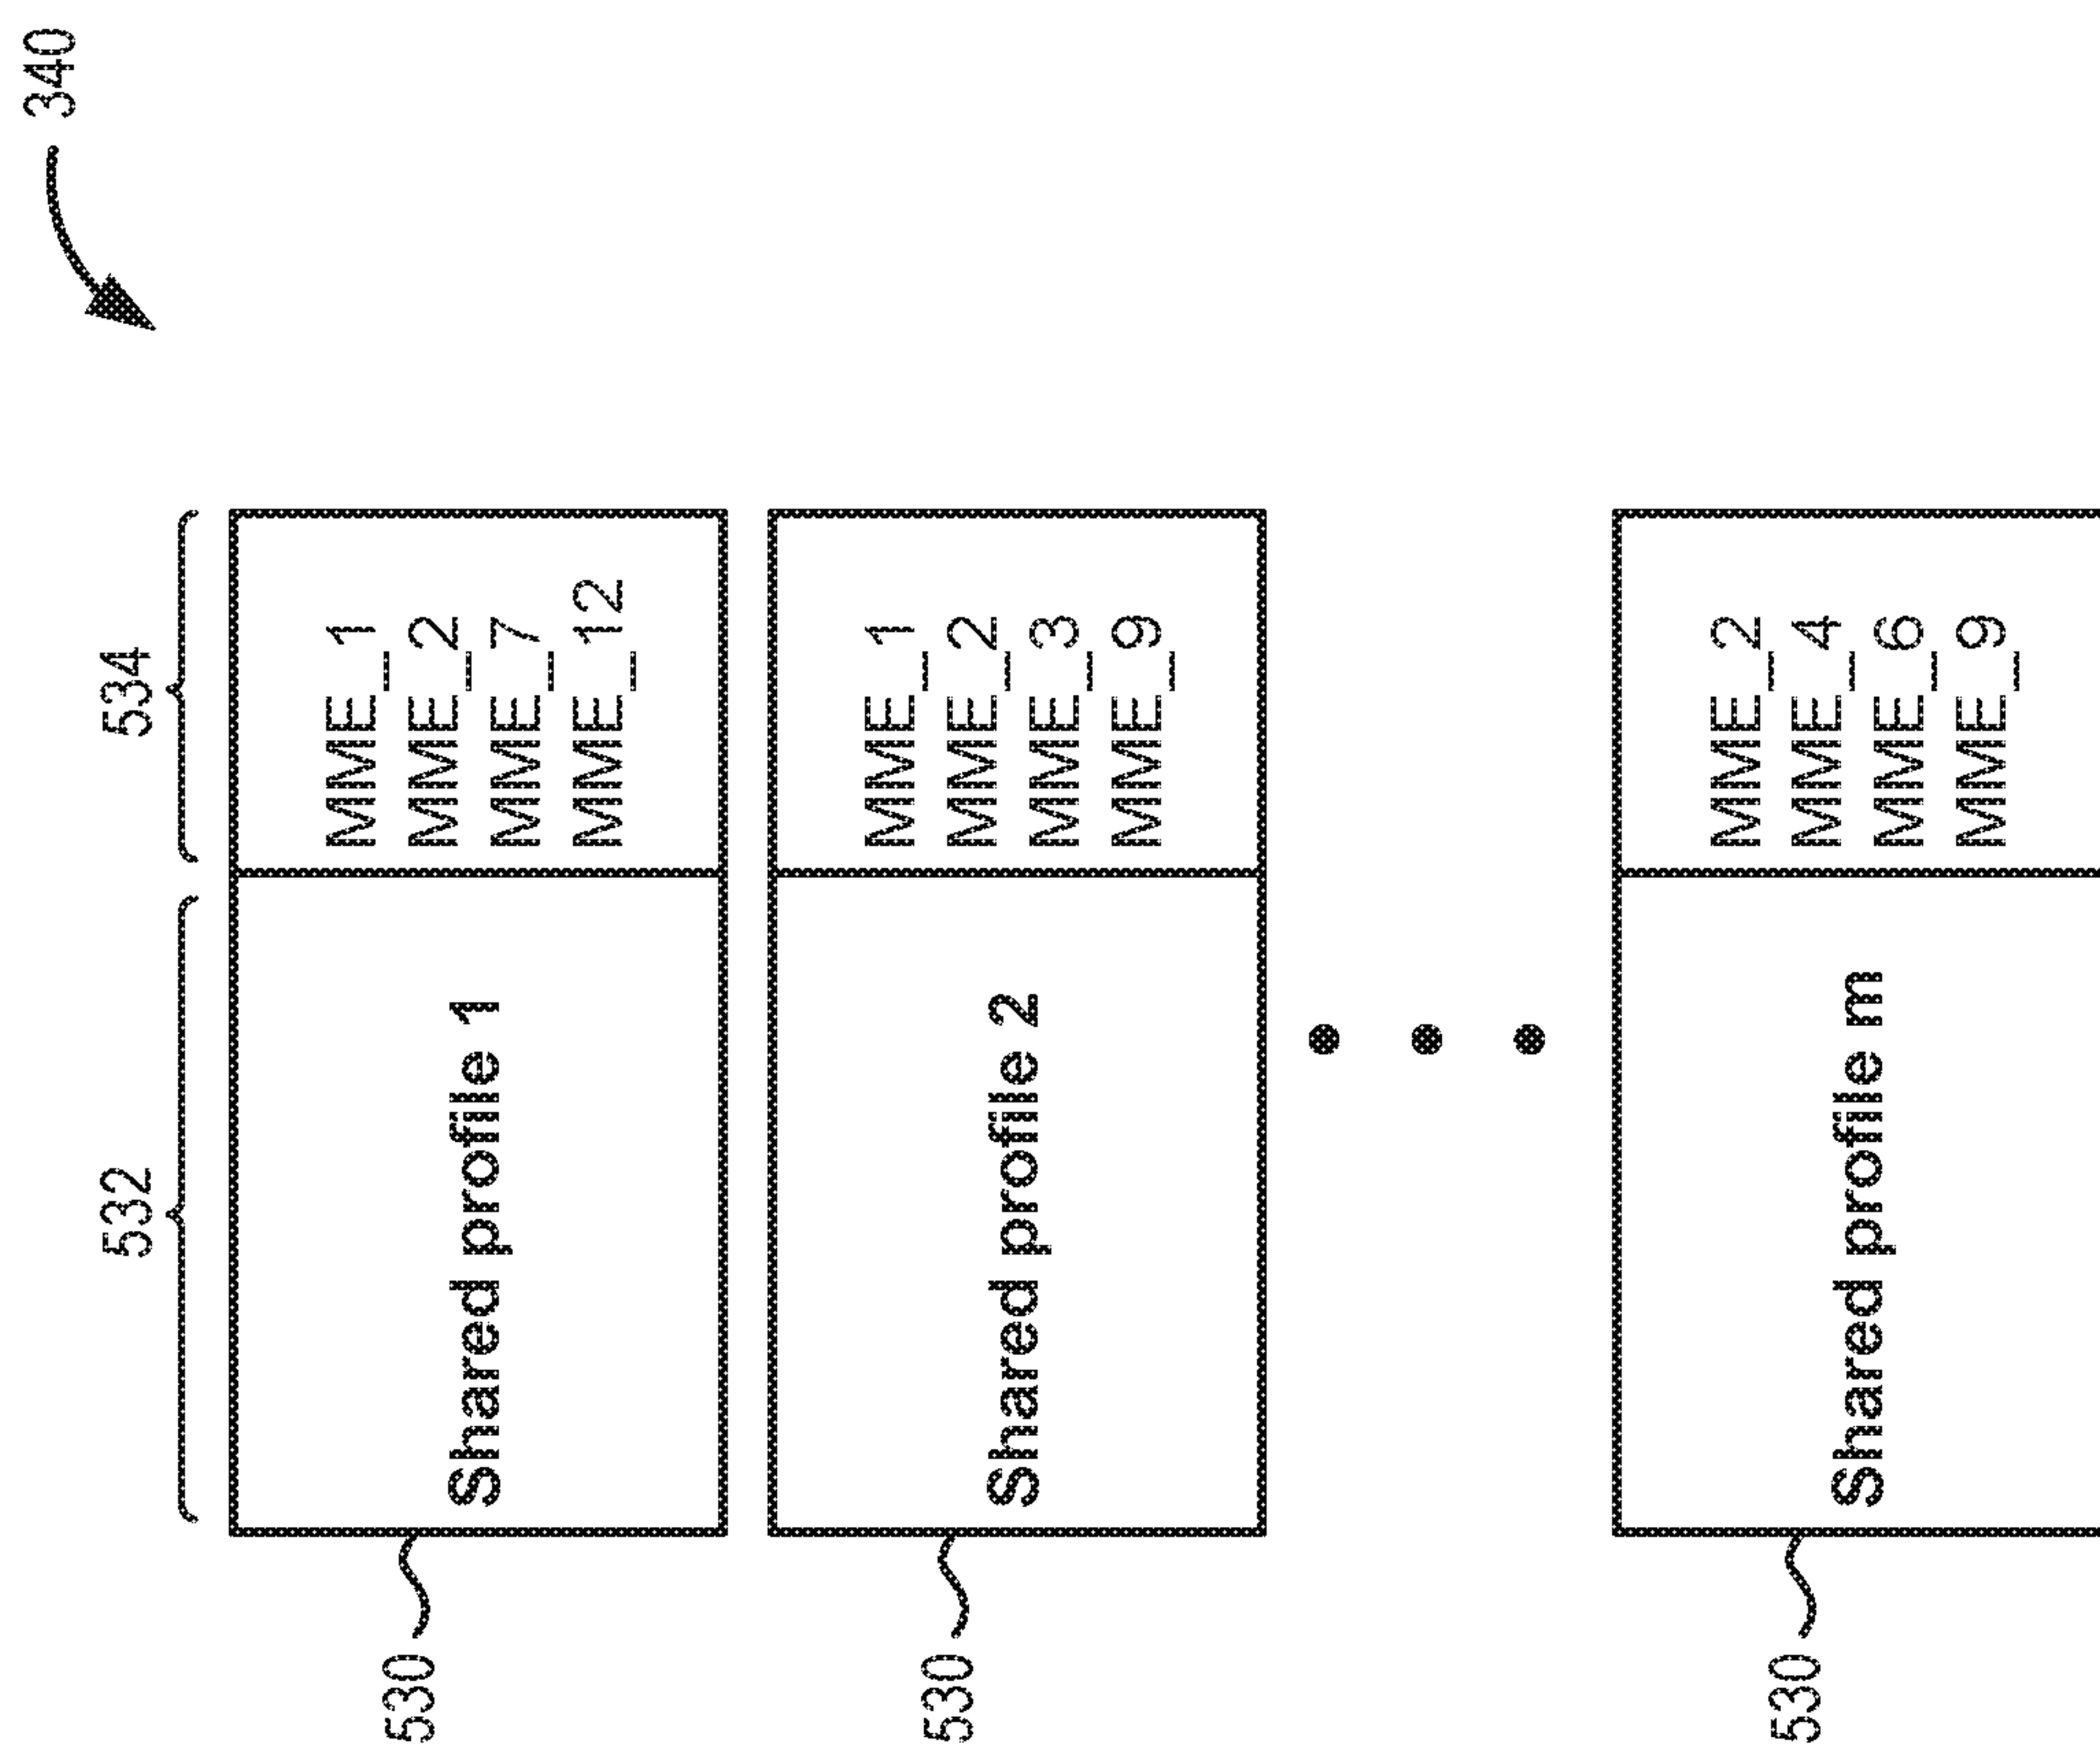 340
532
534
530
Shared profile 1
MME_1
MME_2
MME_7
MME_12
530
Shared profile 2
MME_1
MME_2
MME_3
MME_9
530
Shared profile m
MME_2
MME_4
MME_6
MME_9